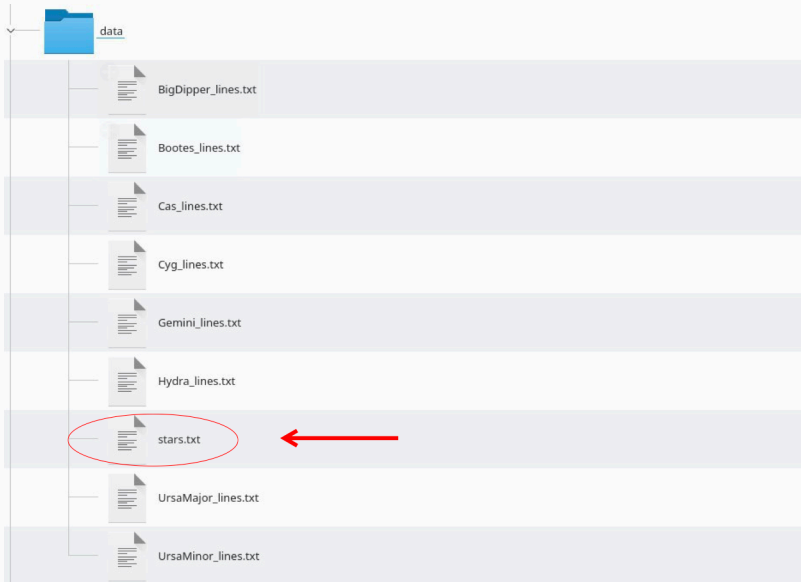 data
BigDipper_lines.txt
Bootes_lines.txt
Cas_lines.txt
Cyg_lines.txt
Gemini_lines.txt
Hydra_lines.txt
stars.txt
UrsaMajor_lines.txt
UrsaMinor_lines.txt